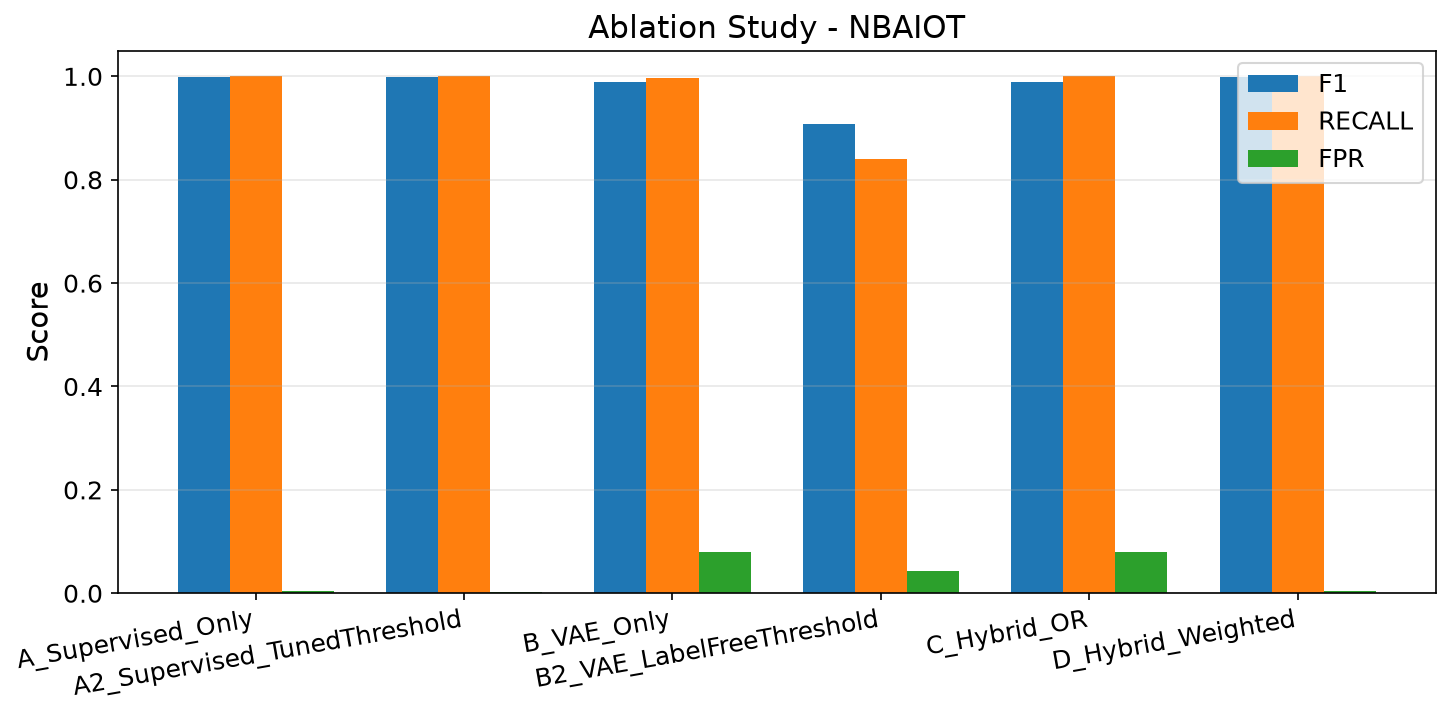 Ablation Study - NBAIOT
F1
RECALL
FPR
Score
1.0
0.8
0.6
0.4
0.2
0.0
A_Supervised_Only
A2_Supervised_TunedThreshold
B_VAE_Only
B2_VAE_LabelFreeThreshold
C_Hybrid_OR
D_Hybrid_Weighted